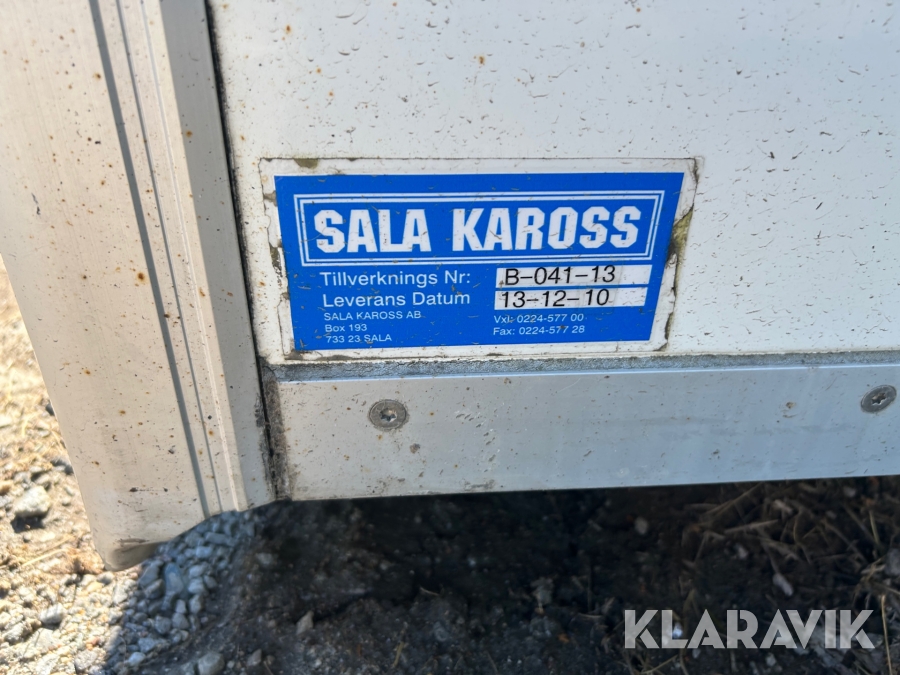 SALA KAROSS
Tillverknings Nr: B-041-13
Leverans Datum 13-12-10
SALA KAROSS AB
Box 193
733 23 SALA
Vxl: 0224-577 00
Fax: 0224-577 28
KLARAVIK